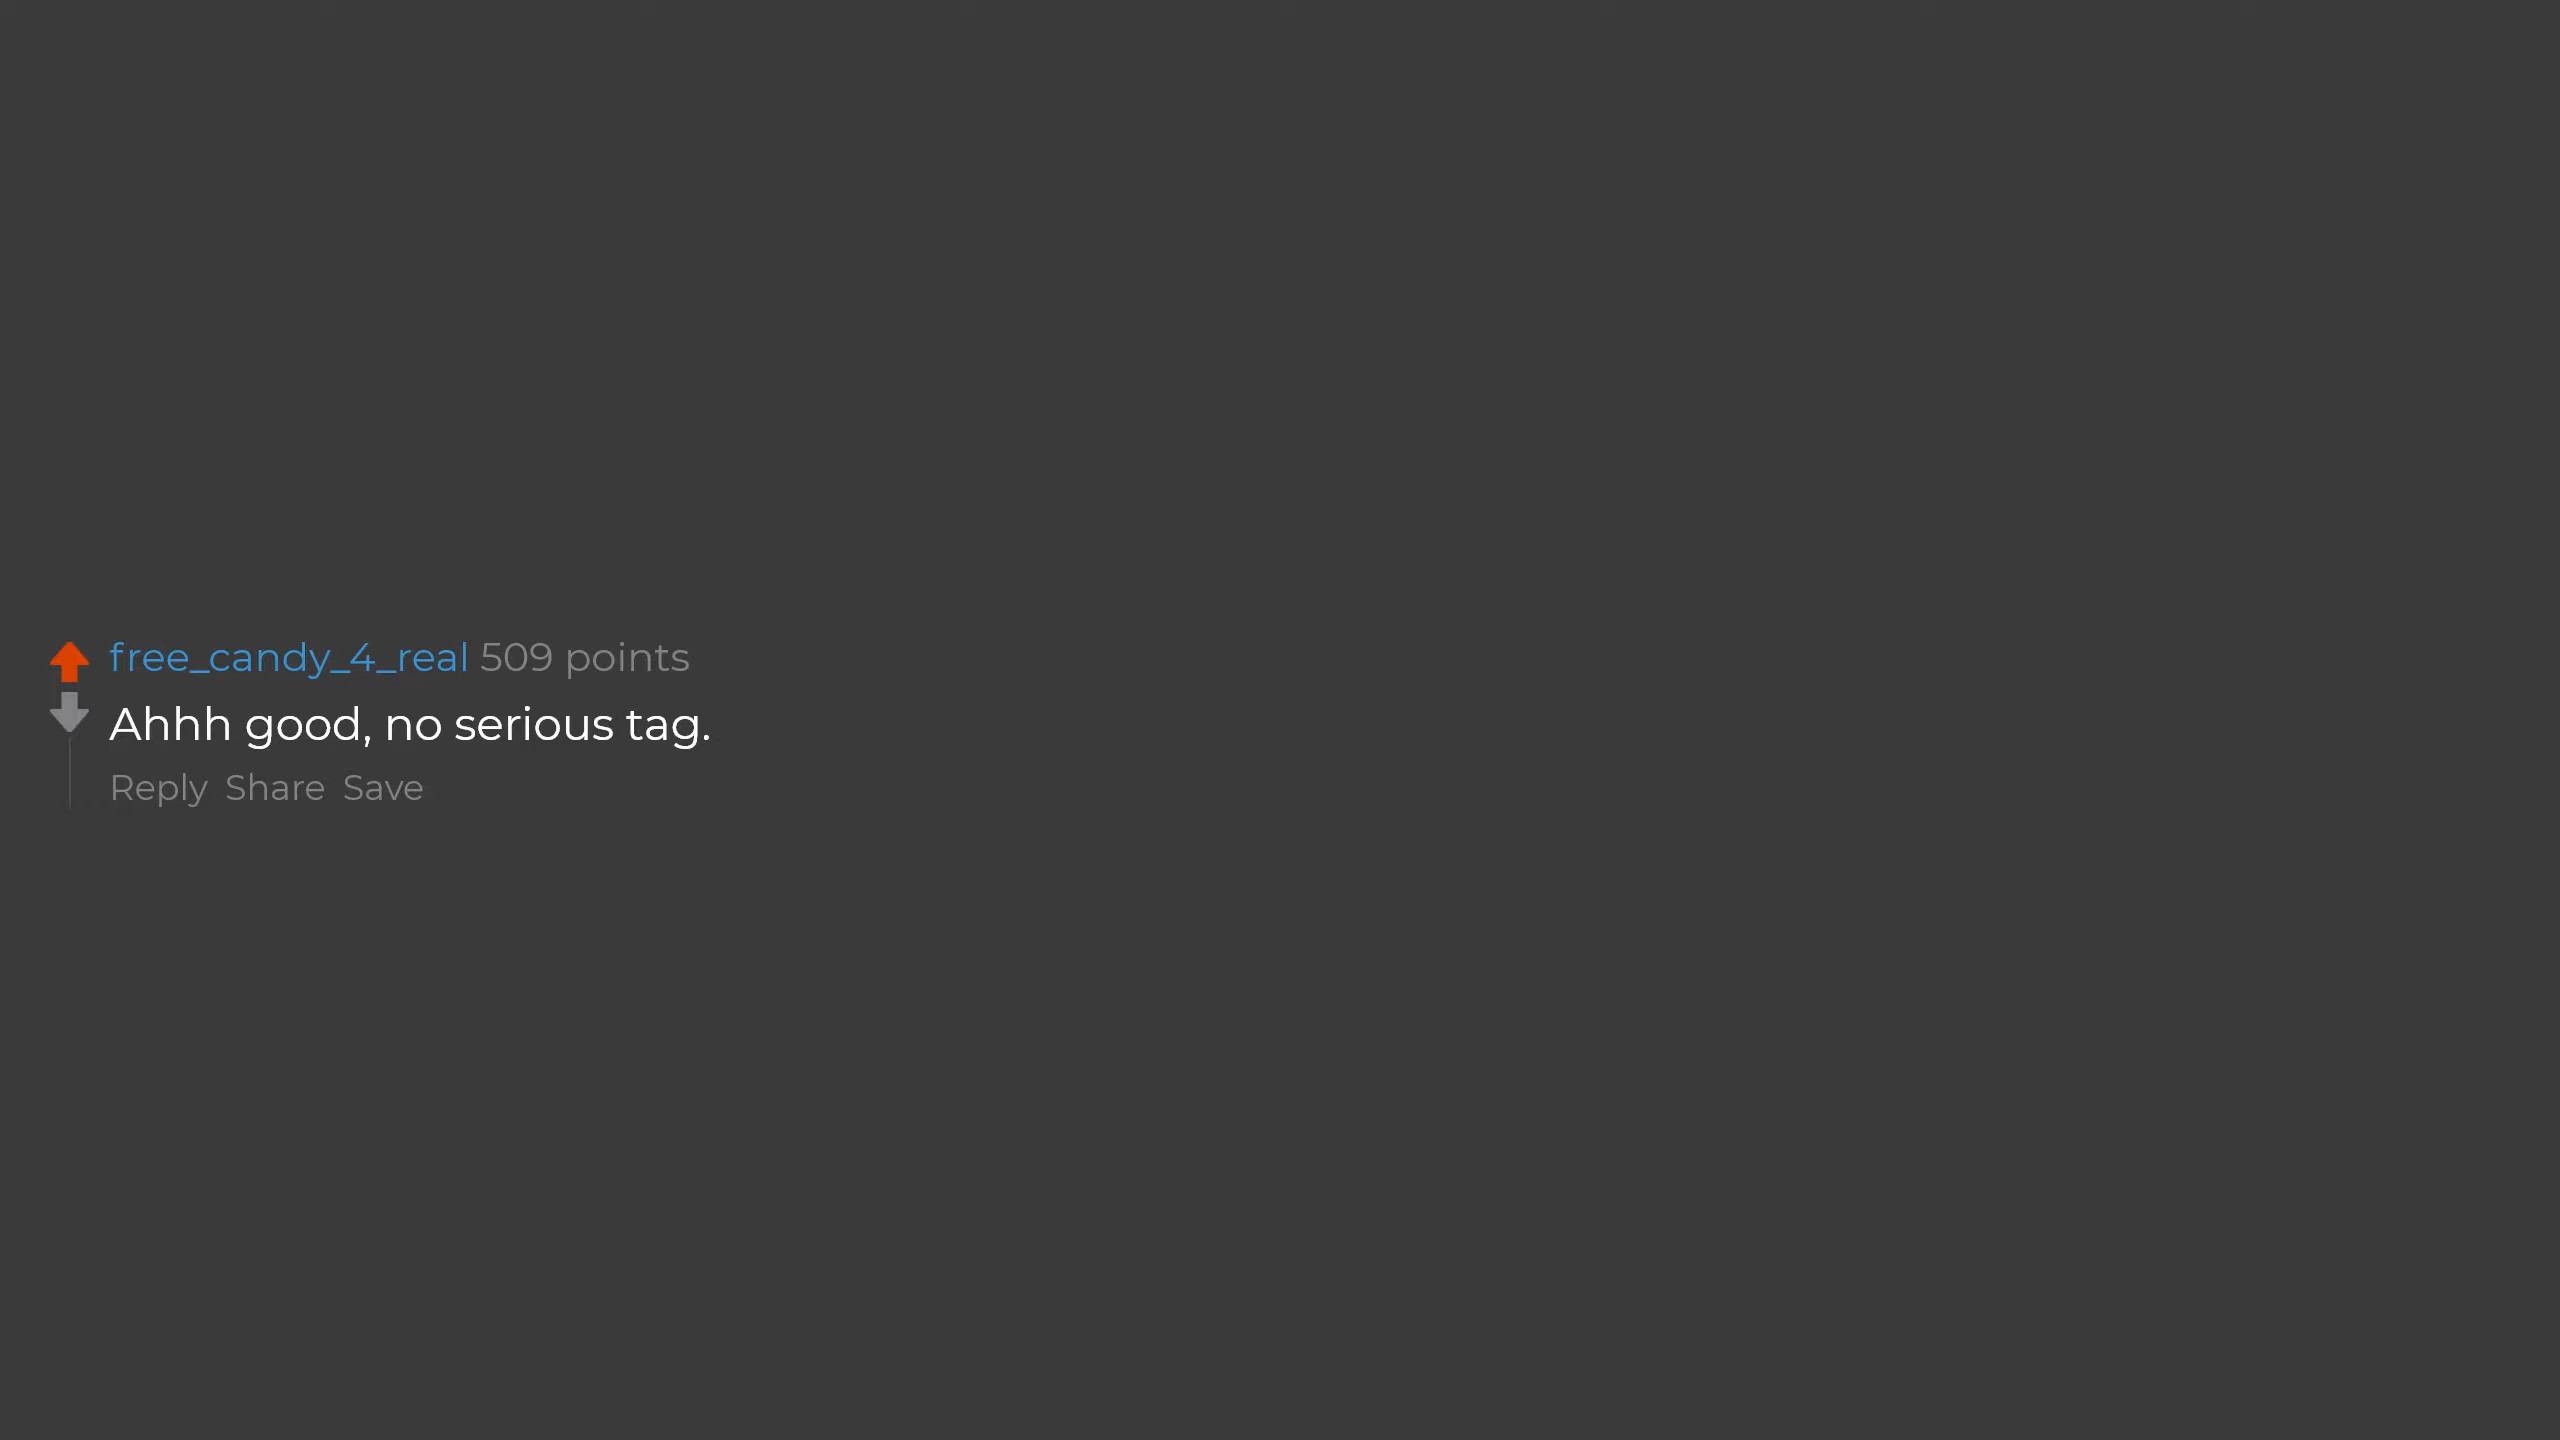 free_candy_4_real 509 points
Ahhh good, no serious tag.
Reply Share Save